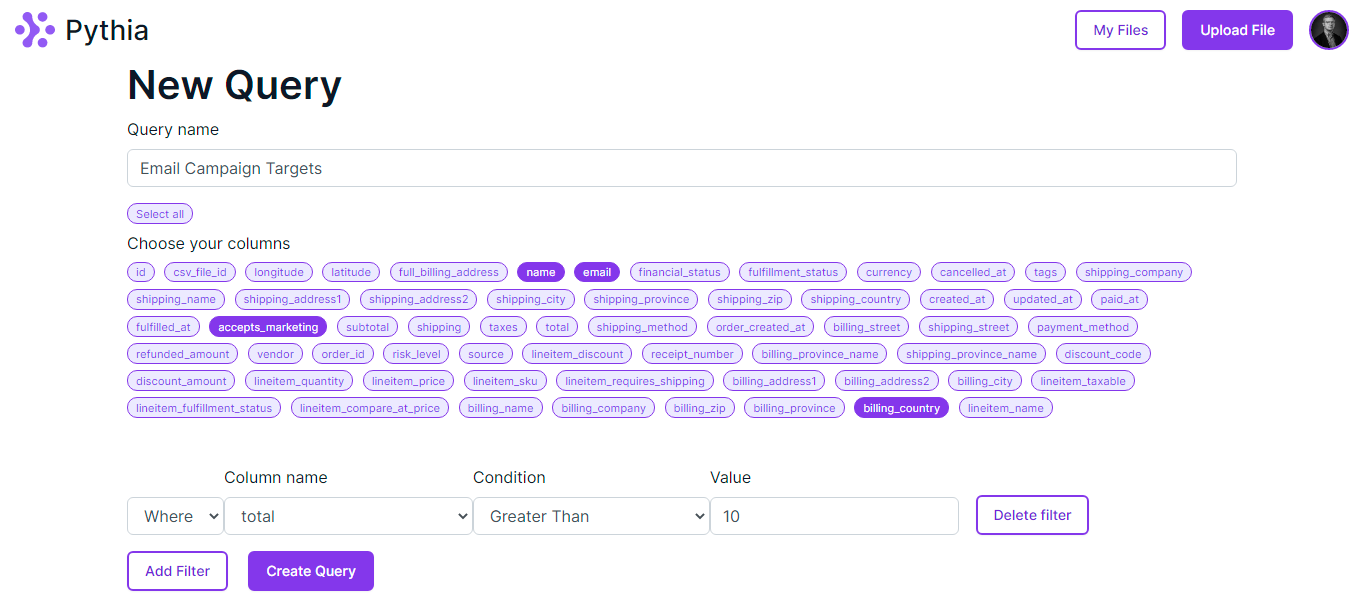 Pythia My Files Upload File
New Query
Query name
Email Campaign Targets
Select all
Choose your columns
id csv_file_id longitude latitude full_billing_address name email financial_status fulfillment_status currency cancelled_at tags shipping_company
shipping_name shipping_address1 shipping_address2 shipping_city shipping_province shipping_zip shipping_country created_at updated_at paid_at
fulfilled_at accepts_marketing subtotal shipping taxes total shipping_method order_created_at billing_street shipping_street payment_method
refunded_amount vendor order_id risk_level source lineitem_discount receipt_number billing_province_name shipping_province_name discount_code
discount_amount lineitem_quantity lineitem_price lineitem_sku lineitem_requires_shipping billing_address1 billing_address2 billing_city lineitem_taxable
lineitem_fulfillment_status lineitem_compare_at_price billing_name billing_company billing_zip billing_province billing_country lineitem_name
Column name Condition Value
Where total Greater Than 10 Delete filter
Add Filter Create Query